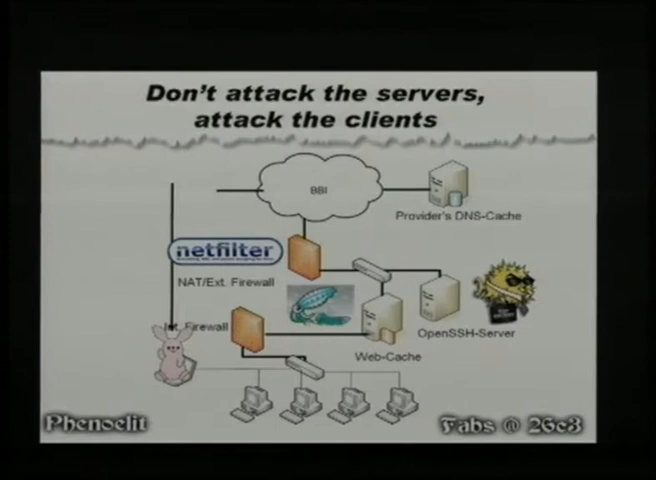 Don't attack the servers,
attack the clients
BBI
Provider's DNS-Cache
netfilter
NAT/Ext. Firewall
OpenSSH-Server
Int. Firewall
Web-Cache
Phenoelit
Fabs @ 26c3